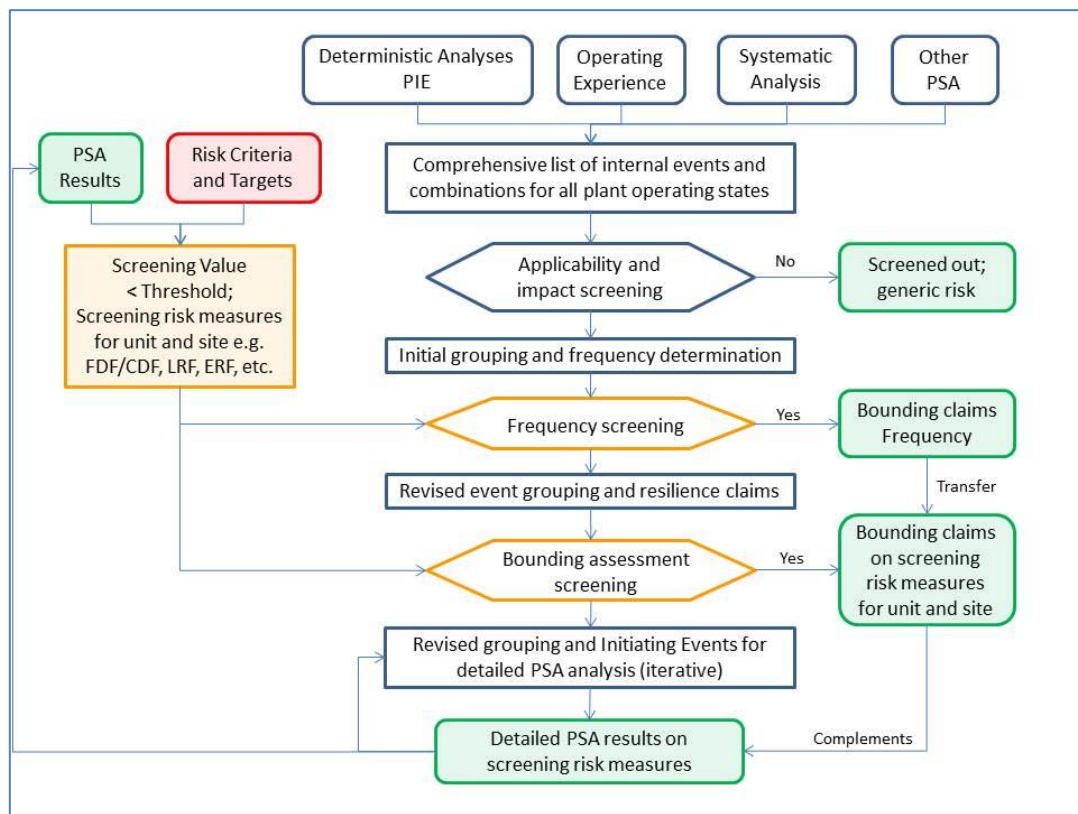 Deterministic Analyses
PIE
Operating
Experience
Systematic
Analysis
Other
PSA
PSA
Results
Risk Criteria
and Targets
Comprehensive list of internal events and
combinations for all plant operating states
Screening Value
< Threshold;
Screening risk measures
for unit and site e.g.
FDF/CDF, LRF, ERF, etc.
Applicability and
impact screening
No
Screened out;
generic risk
Initial grouping and frequency determination
Frequency screening
Yes
Bounding claims
Frequency
Transfer
Revised event grouping and resilience claims
Bounding assessment
screening
Yes
Bounding claims
on screening
risk measures
for unit and site
Revised grouping and Initiating Events for
detailed PSA analysis (iterative)
Detailed PSA results on
screening risk measures
Complements